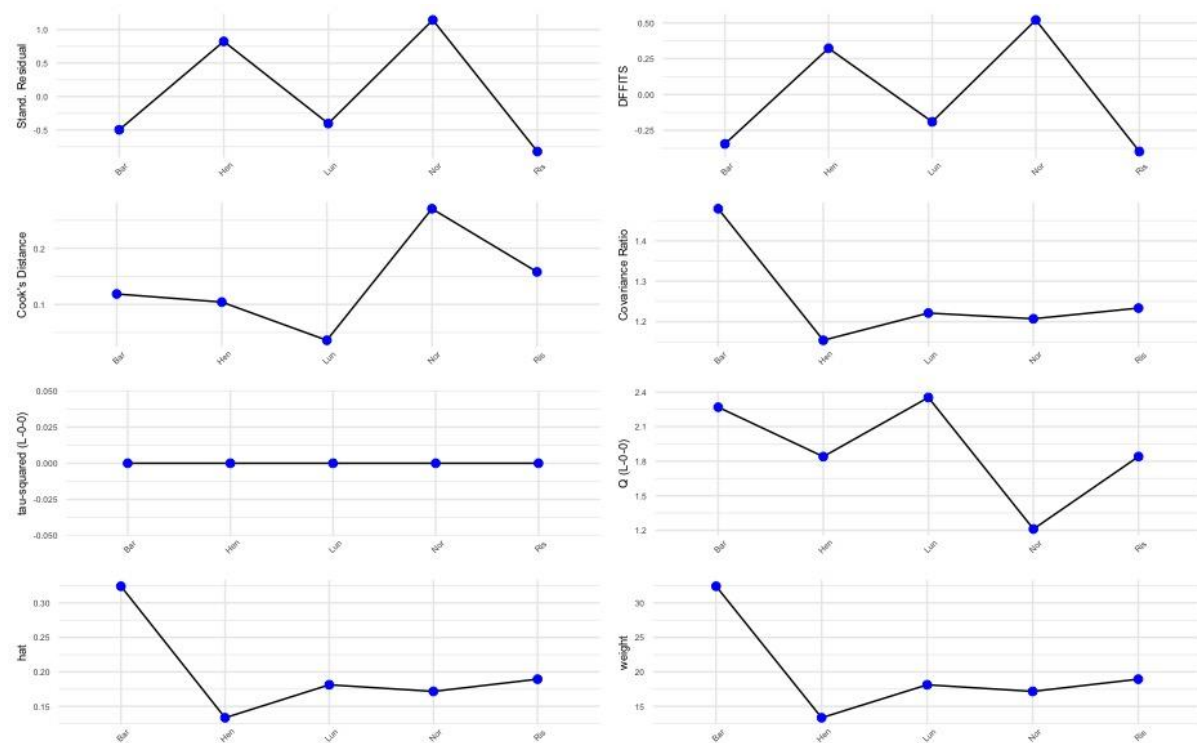 Stand. Residual
1.0
0.5
0.0
-0.5
Bar Hen Lun Nor Ris
DFFITS
0.50
0.25
0.00
-0.25
Bar Hen Lun Nor Ris
Cook's Distance
0.2
0.1
Bar Hen Lun Nor Ris
Covariance Ratio
1.4
1.3
1.2
Bar Hen Lun Nor Ris
tau-squared (L-0-0)
0.050
0.025
0.000
-0.025
-0.050
Bar Hen Lun Nor Ris
Q (L-0-0)
2.4
2.1
1.8
1.5
1.2
Bar Hen Lun Nor Ris
hat
0.30
0.25
0.20
0.15
Bar Hen Lun Nor Ris
weight
30
25
20
15
Bar Hen Lun Nor Ris